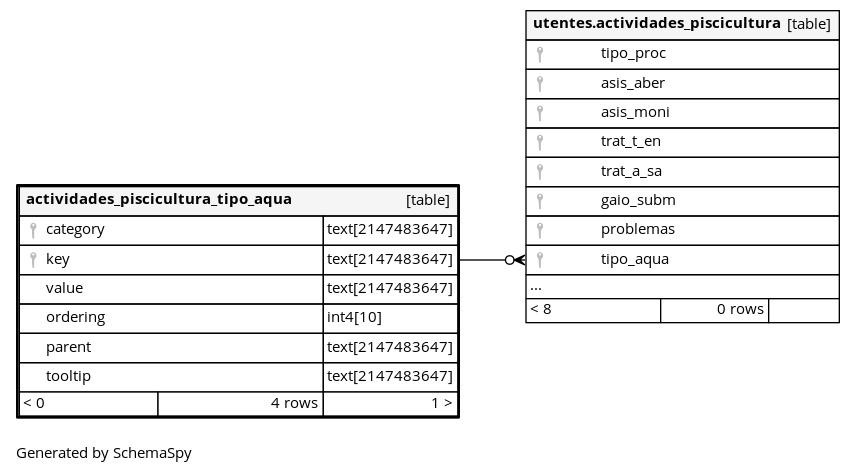 utentes.actividades_piscicultura [table]
tipo_proc
asis_aber
asis_moni
trat_t_en
trat_a_sa
gaio_subm
problemas
tipo_aqua
...
< 8 0 rows
actividades_piscicultura_tipo_aqua [table]
category text[2147483647]
key text[2147483647]
value text[2147483647]
ordering int4[10]
parent text[2147483647]
tooltip text[2147483647]
< 0 4 rows 1 >
Generated by SchemaSpy